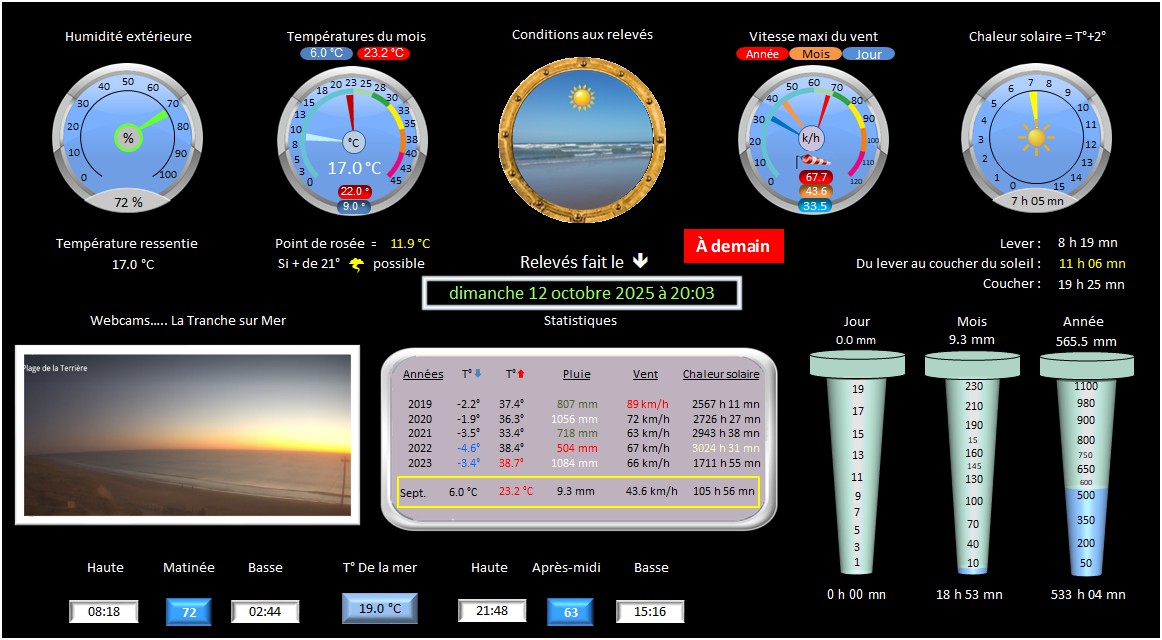 Humidité extérieure
Températures du mois
Conditions aux relevés
Vitesse maxi du vent
Chaleur solaire = T°+2°
6.0 °C 23.2 °C
Année Mois Jour
0 10 20 30 40 50 60 70 80 90 100
%
72 %
0 3 5 8 10 13 15 18 20 23 25 28 30 33 35 38 40 43 45
°C
17.0 °C
22.0 °
9.0 °
0 10 20 30 40 50 60 70 80 90 100 110 120
k/h
67.7
43.6
33.5
0 1 2 3 4 5 6 7 8 9 10 11 12 13 14 15
7 h 05 mn
Température ressentie
17.0 °C
Point de rosée = 11.9 °C
Si + de 21° possible
À demain
Relevés fait le
dimanche 12 octobre 2025 à 20:03
Lever : 8 h 19 mn
Du lever au coucher du soleil : 11 h 06 mn
Coucher : 19 h 25 mn
Webcams..... La Tranche sur Mer
Plage de la Terrière
Statistiques
Années T° T° Pluie Vent Chaleur solaire
2019 -2.2° 37.4° 807 mm 89 km/h 2567 h 11 mn
2020 -1.9° 36.3° 1056 mm 72 km/h 2726 h 27 mn
2021 -3.5° 33.4° 718 mm 63 km/h 2943 h 38 mn
2022 -4.6° 38.4° 504 mm 67 km/h 3024 h 31 mn
2023 -3.4° 38.7° 1084 mm 66 km/h 1711 h 55 mn
Sept. 6.0 °C 23.2 °C 9.3 mm 43.6 km/h 105 h 56 mn
Jour
0.0 mm
19
17
15
13
11
9
7
5
3
1
0 h 00 mn
Mois
9.3 mm
230
210
190
15
160
145
130
100
70
40
10
18 h 53 mn
Année
565.5 mm
1100
980
900
800
750
650
600
500
350
200
50
533 h 04 mn
Haute Matinée Basse
08:18 72 02:44
T° De la mer
19.0 °C
Haute Après-midi Basse
21:48 63 15:16